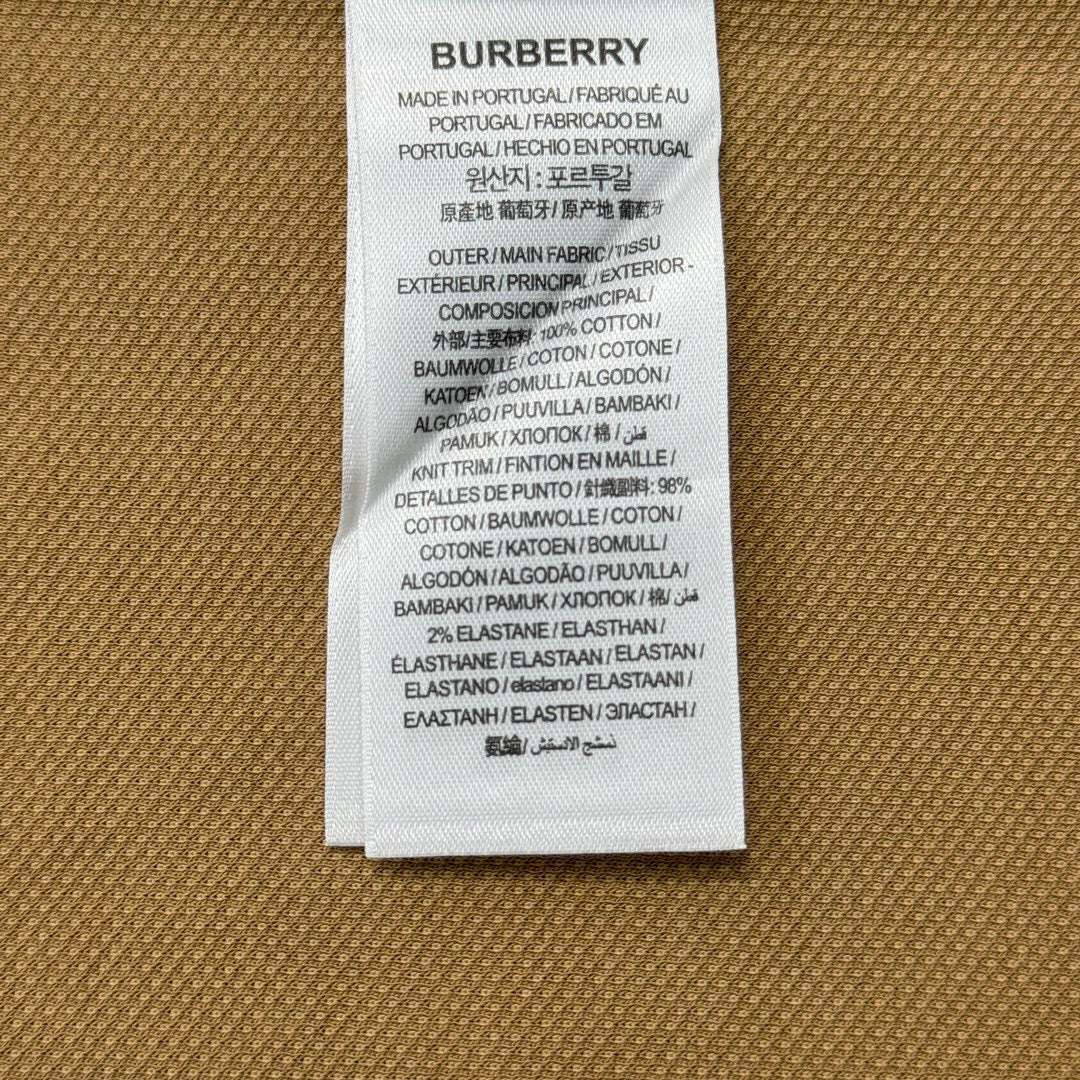 BURBERRY
MADE IN PORTUGAL/FABRIQUÉ AU
PORTUGAL/FABRICADO EM
PORTUGAL/HECHIO EN PORTUGAL
원산지 : 포르투갈
原產地 葡萄牙/原产地 葡萄牙
OUTER/MAIN FABRIC/TISSU
EXTÉRIEUR/PRINCIPAL/EXTERIOR-
COMPOSICION PRINCIPAL/
外部/主要布料: 100% COTTON/
BAUMWOLLE/COTON/COTONE/
KATOEN/BOMULL/ALGODÓN/
ALGODÃO/PUUVILLA/BAMBAKI/
PAMUK/ХЛОПОК/棉/قطن
KNIT TRIM/FINTION EN MAILLE/
DETALLES DE PUNTO/針織副料: 98%
COTTON/BAUMWOLLE/COTON/
COTONE/KATOEN/BOMULL/
ALGODÓN/ALGODÃO/PUUVILLA/
BAMBAKI/PAMUK/ХЛОПОК/棉/قطن
2% ELASTANE/ELASTHAN/
ÉLASTHANE/ELASTAAN/ELASTAN/
ELASTANO/elastano/ELASTAANI/
ΕΛΑΣΤΑΝΗ/ELASTEN/ЭЛАСТАН/
氨纶/